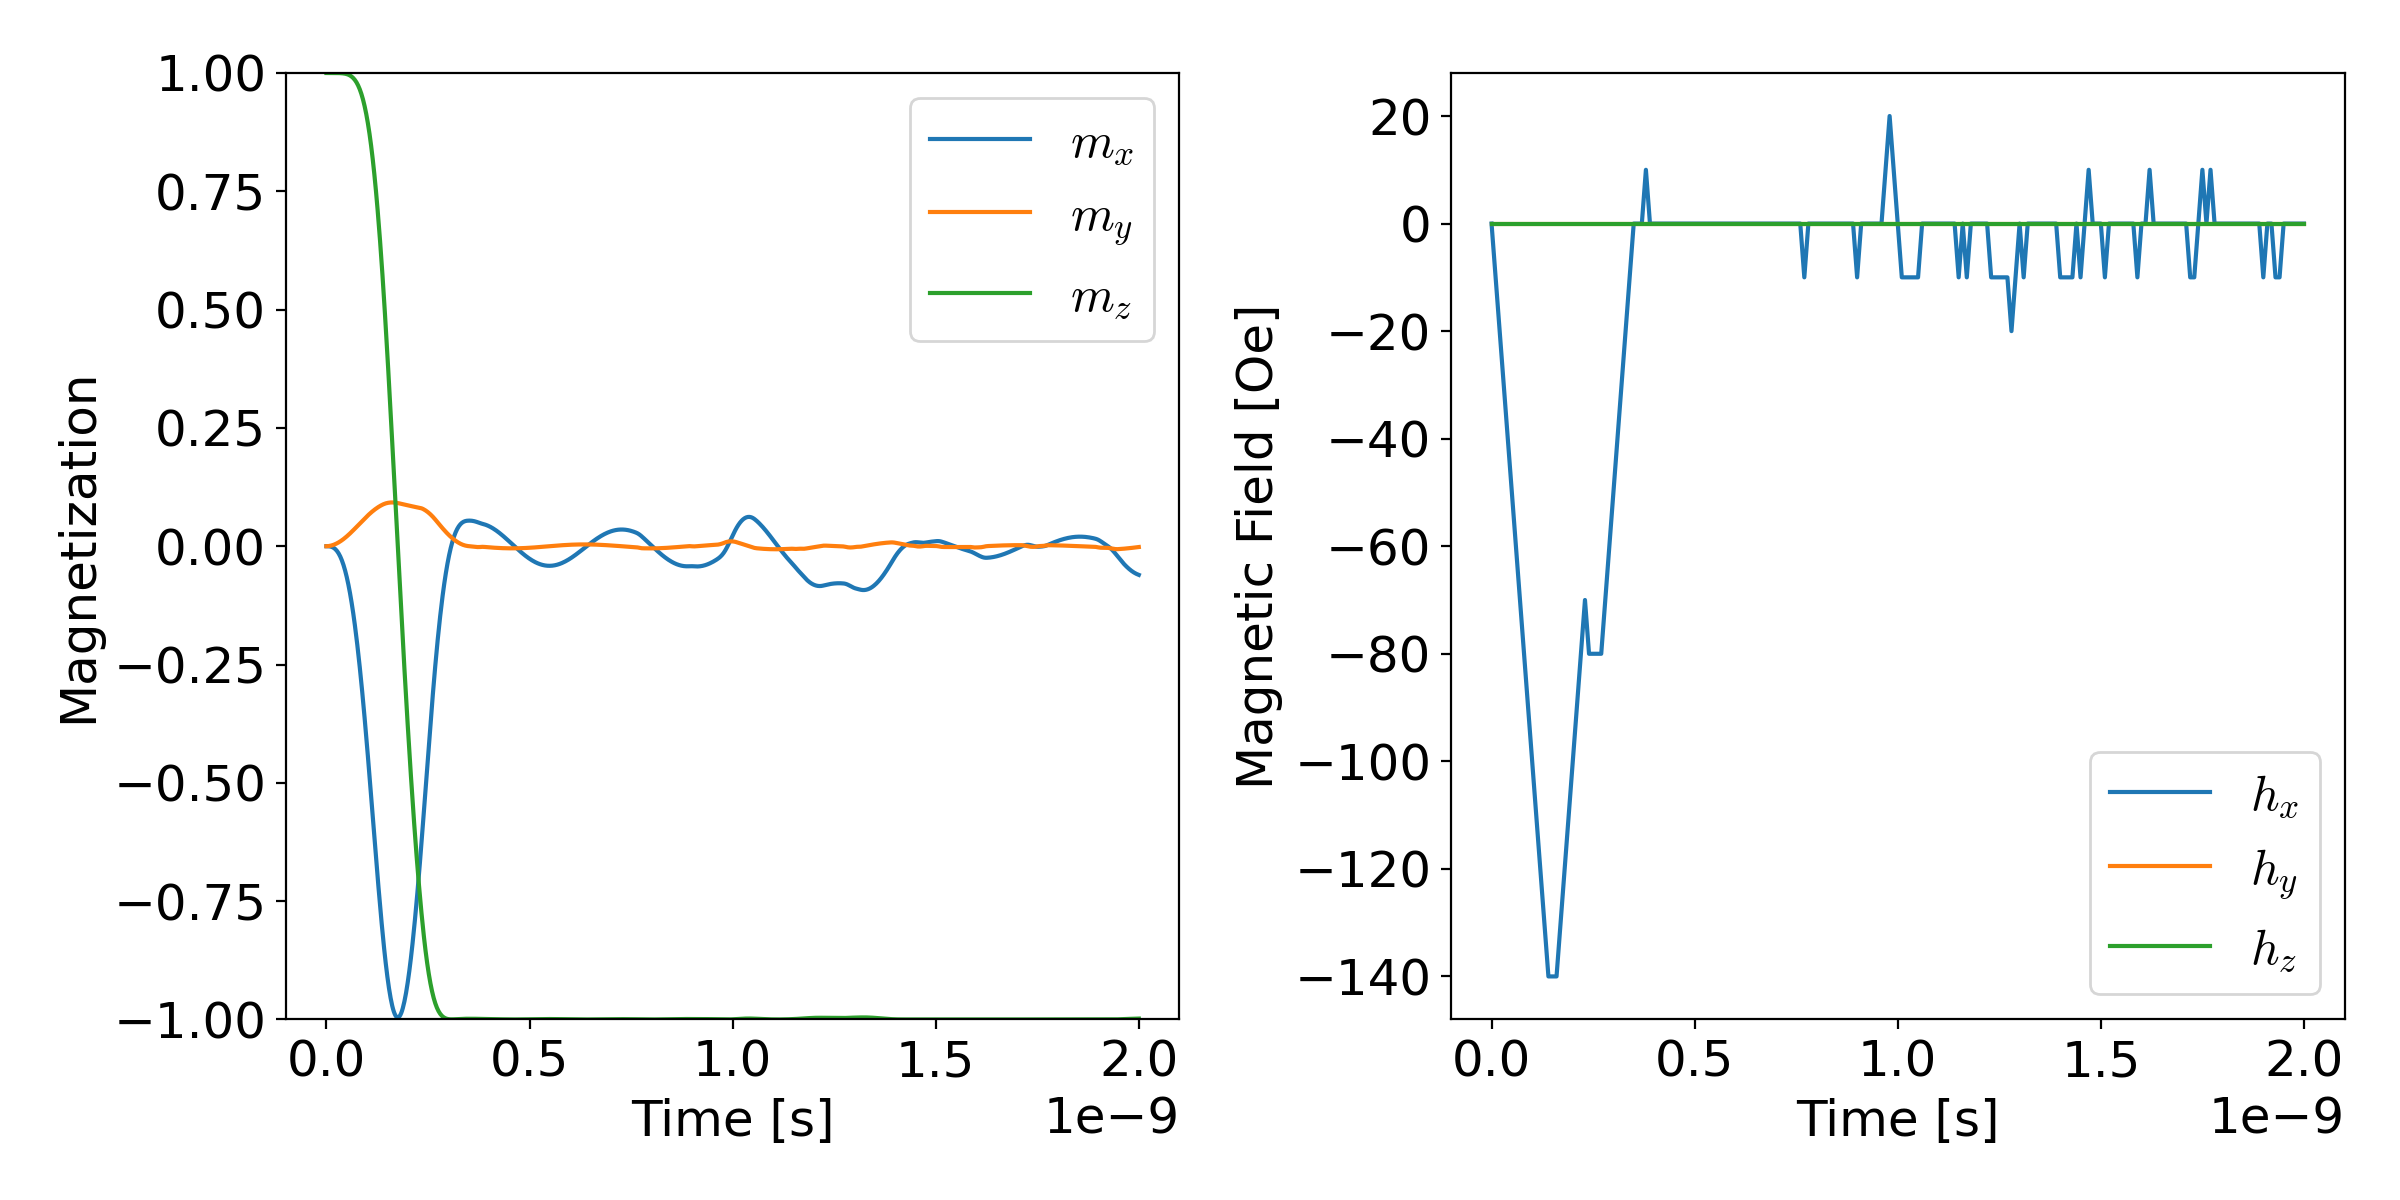 1.00
0.75
0.50
0.25
0.00
−0.25
−0.50
−0.75
−1.00
Magnetization
0.0 0.5 1.0 1.5 2.0
Time [s]
1e−9
m_x
m_y
m_z
20
0
−20
−40
−60
−80
−100
−120
−140
Magnetic Field [Oe]
0.0 0.5 1.0 1.5 2.0
Time [s]
1e−9
h_x
h_y
h_z